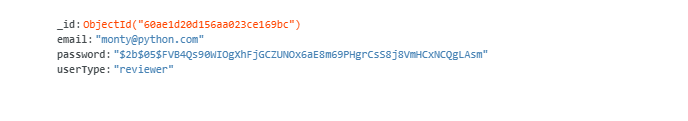 _id: ObjectId("60ae1d20d156aa023ce169bc")
email: "monty@python.com"
password: "$2b$05$FVB4Qs90WIOgXhFjGCZUNOx6aE8m69PHgrCsS8j8VmHCxNCQgLAsm"
userType: "reviewer"